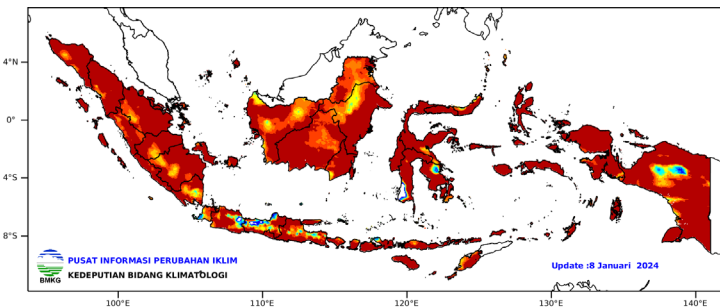 4°N
0°
4°S
8°S
PUSAT INFORMASI PERUBAHAN IKLIM
KEDEPUTIAN BIDANG KLIMATOLOGI
BMKG
Update :8 Januari 2024
100°E 110°E 120°E 130°E 140°E